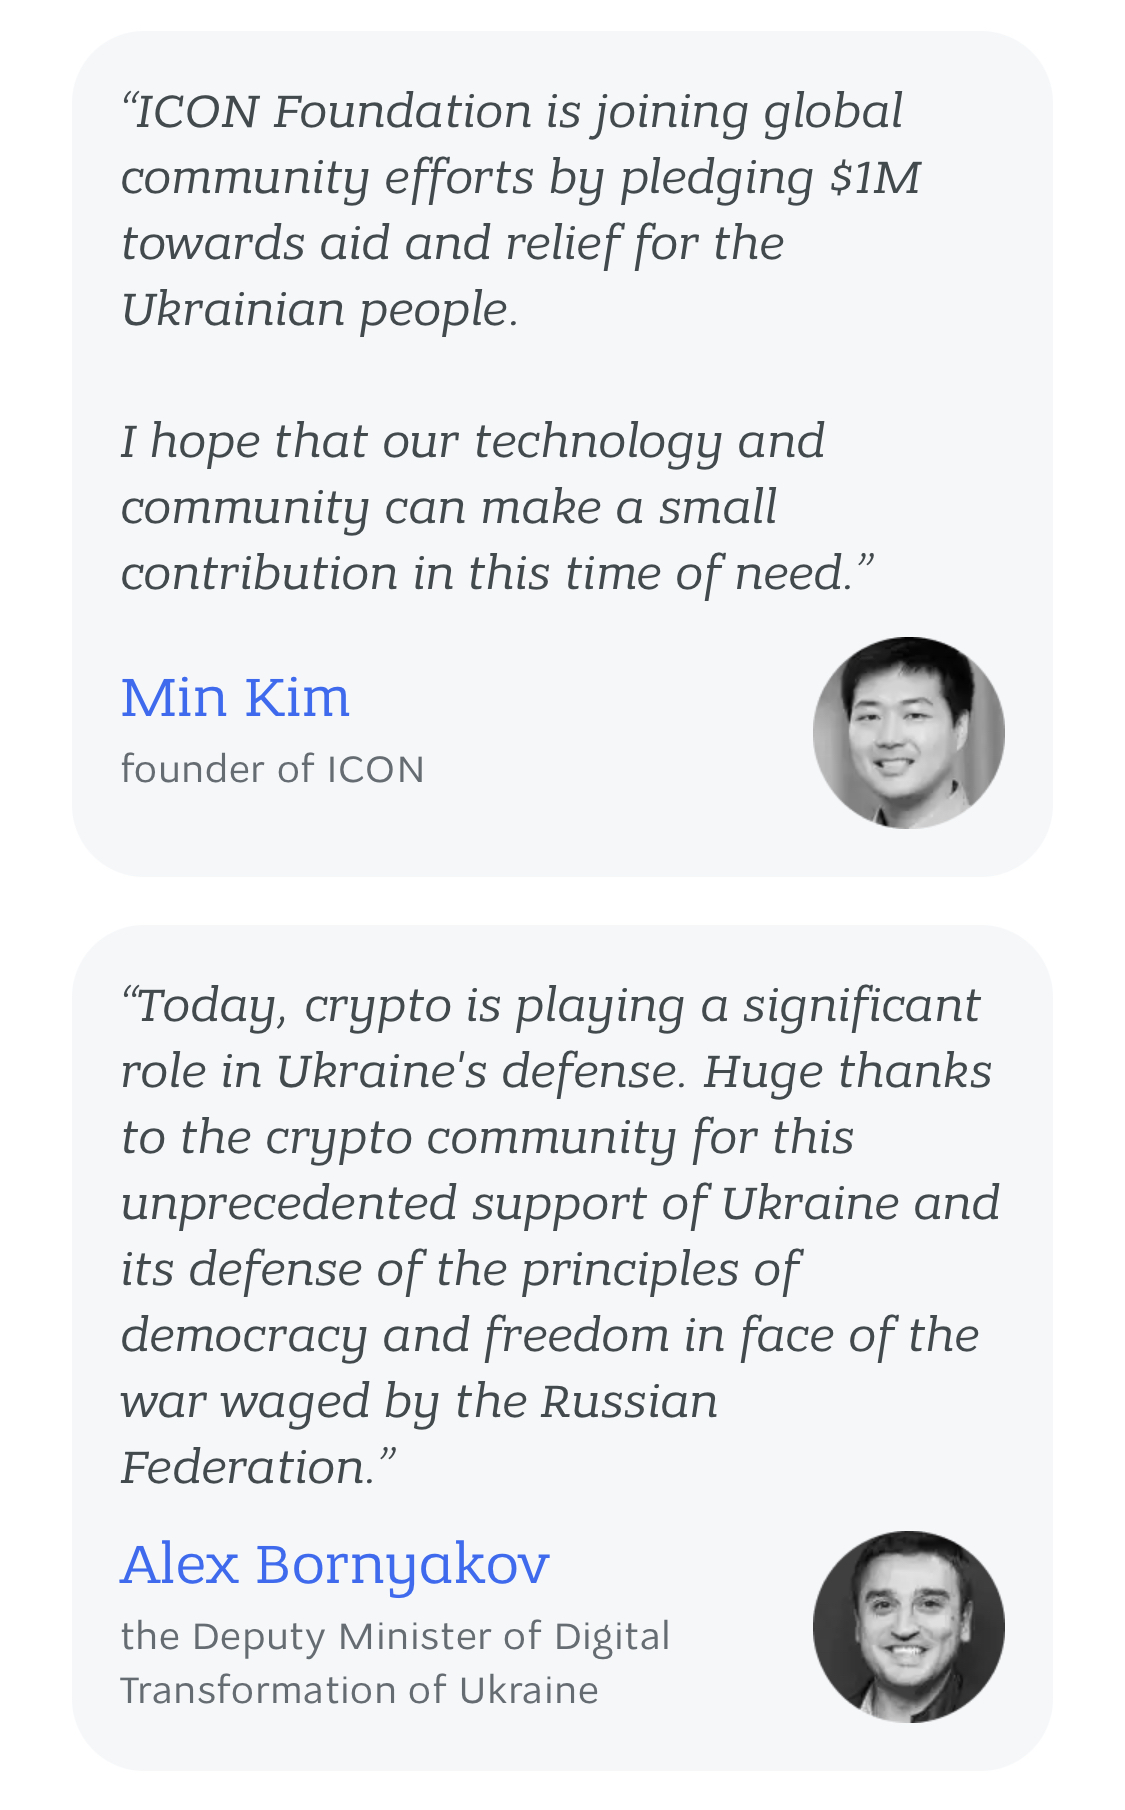 “ICON Foundation is joining global
community efforts by pledging $1M
towards aid and relief for the
Ukrainian people.
I hope that our technology and
community can make a small
contribution in this time of need.”
Min Kim
founder of ICON
“Today, crypto is playing a significant
role in Ukraine's defense. Huge thanks
to the crypto community for this
unprecedented support of Ukraine and
its defense of the principles of
democracy and freedom in face of the
war waged by the Russian
Federation.”
Alex Bornyakov
the Deputy Minister of Digital
Transformation of Ukraine